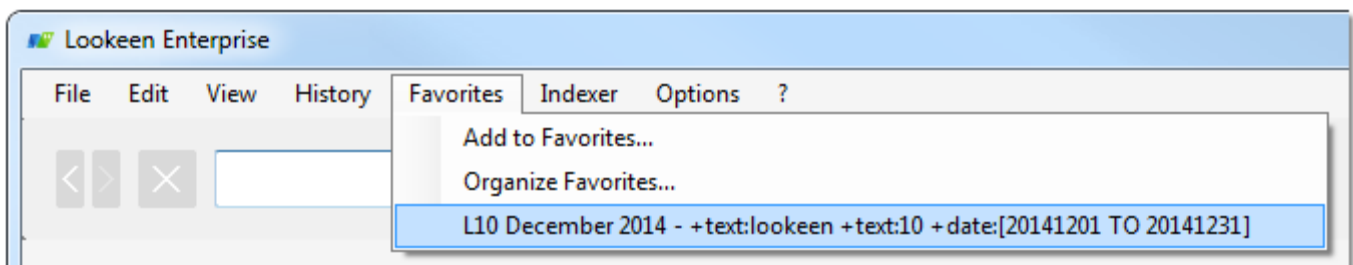 Lookeen Enterprise
File Edit View History Favorites Indexer Options ?
Add to Favorites...
Organize Favorites...
L10 December 2014 - +text:lookeen +text:10 +date:[20141201 TO 20141231]